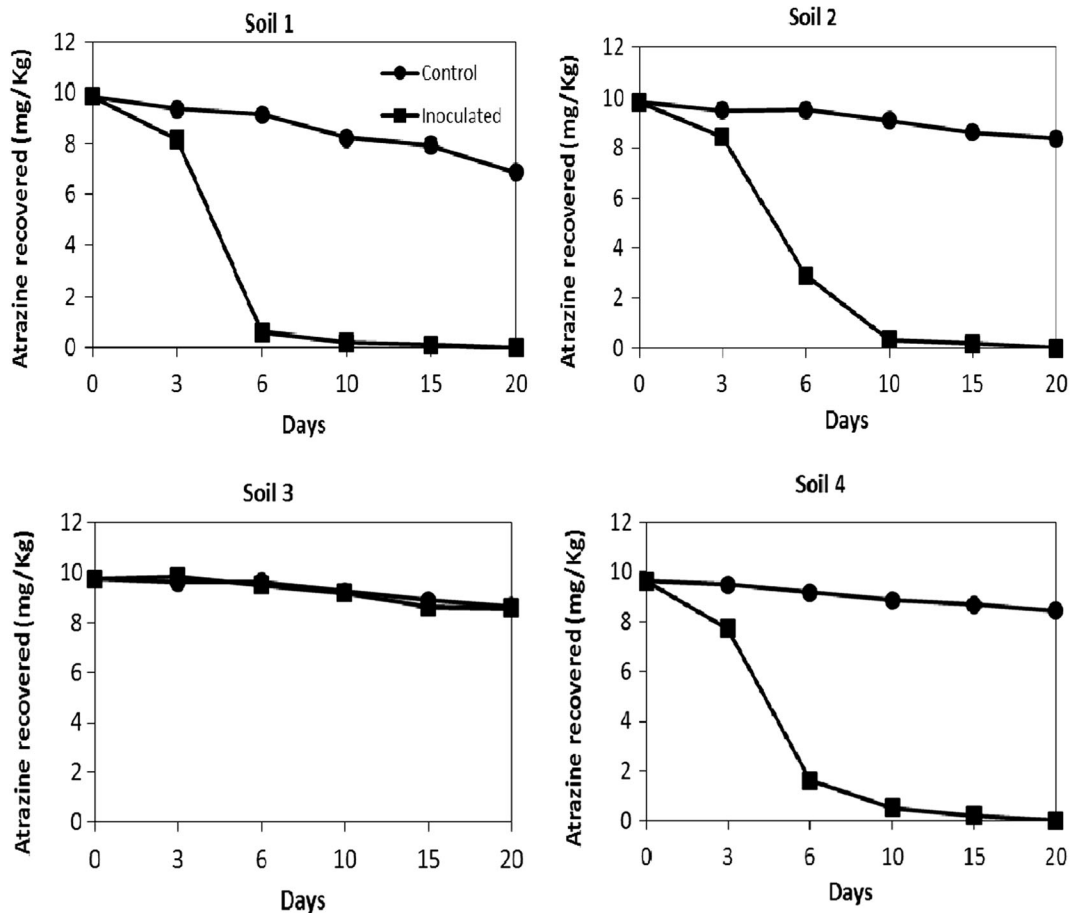 Soil 1
Atrazine recovered (mg/Kg)
12
10
8
6
4
2
0
Control
Inoculated
0 3 6 10 15 20
Days
Soil 2
Atrazine recovered (mg/Kg)
12
10
8
6
4
2
0
0 3 6 10 15 20
Days
Soil 3
Atrazine recovered (mg/Kg)
12
10
8
6
4
2
0
0 3 6 10 15 20
Days
Soil 4
Atrazine recovered (mg/Kg)
12
10
8
6
4
2
0
0 3 6 10 15 20
Days